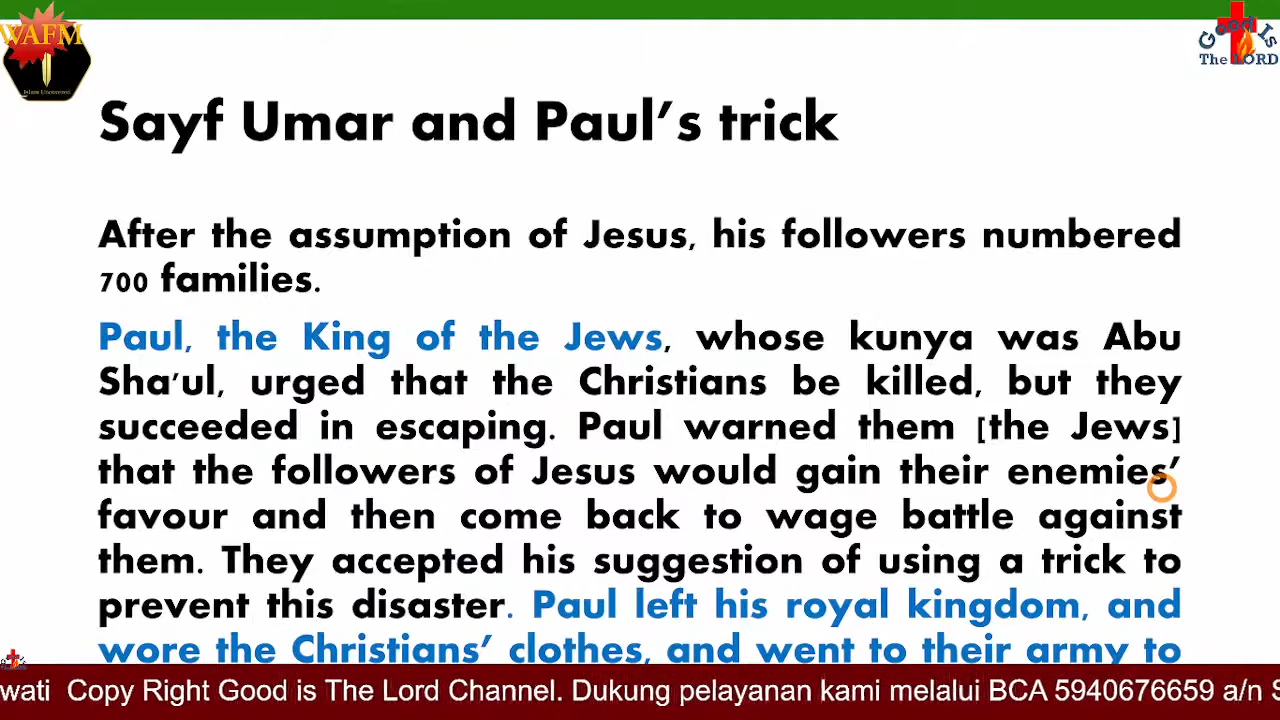 WAFM
Islam Uncovered
Good Is
The LORD
Sayf Umar and Paul's trick
After the assumption of Jesus, his followers numbered
700 families.
Paul, the King of the Jews, whose kunya was Abu
Sha'ul, urged that the Christians be killed, but they
succeeded in escaping. Paul warned them [the Jews]
that the followers of Jesus would gain their enemies'
favour and then come back to wage battle against
them. They accepted his suggestion of using a trick to
prevent this disaster. Paul left his royal kingdom, and
wore the Christians' clothes, and went to their army to
wati Copy Right Good is The Lord Channel. Dukung pelayanan kami melalui BCA 5940676659 a/n S